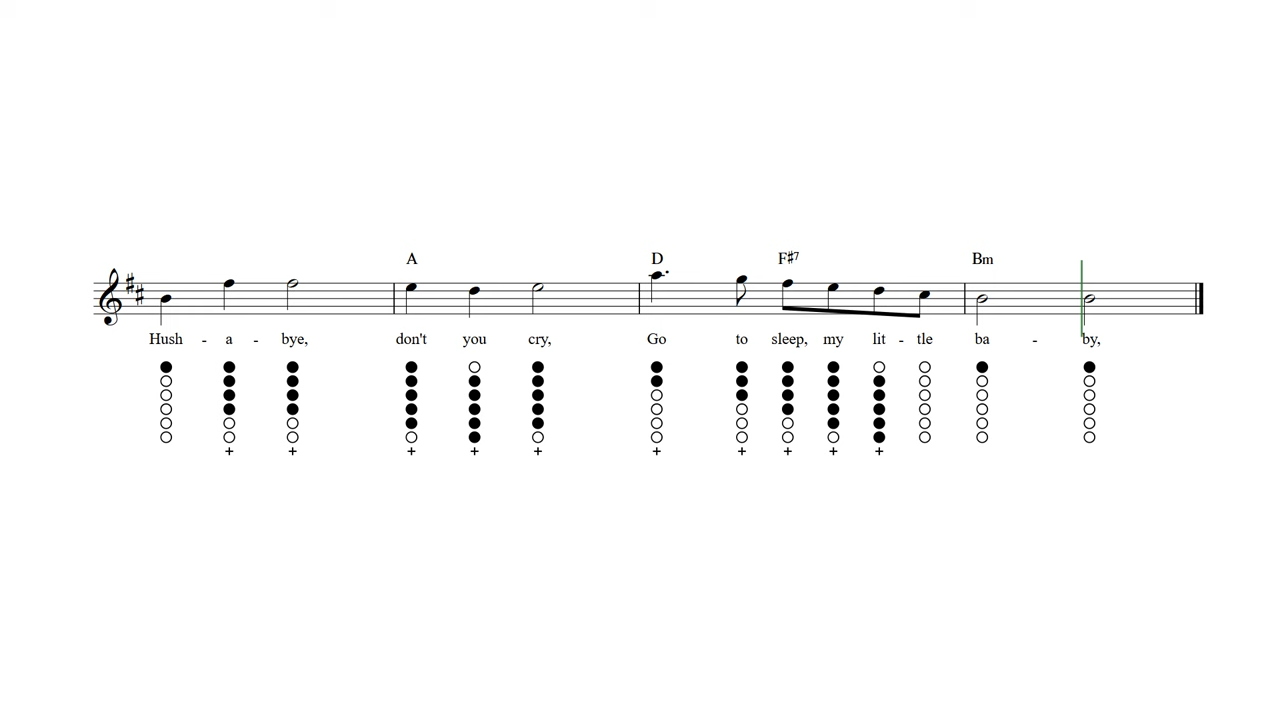 A D F♯7 Bm
Hush - a - bye, don't you cry, Go to sleep, my lit - tle ba - by,
+ + + + + + + + + +